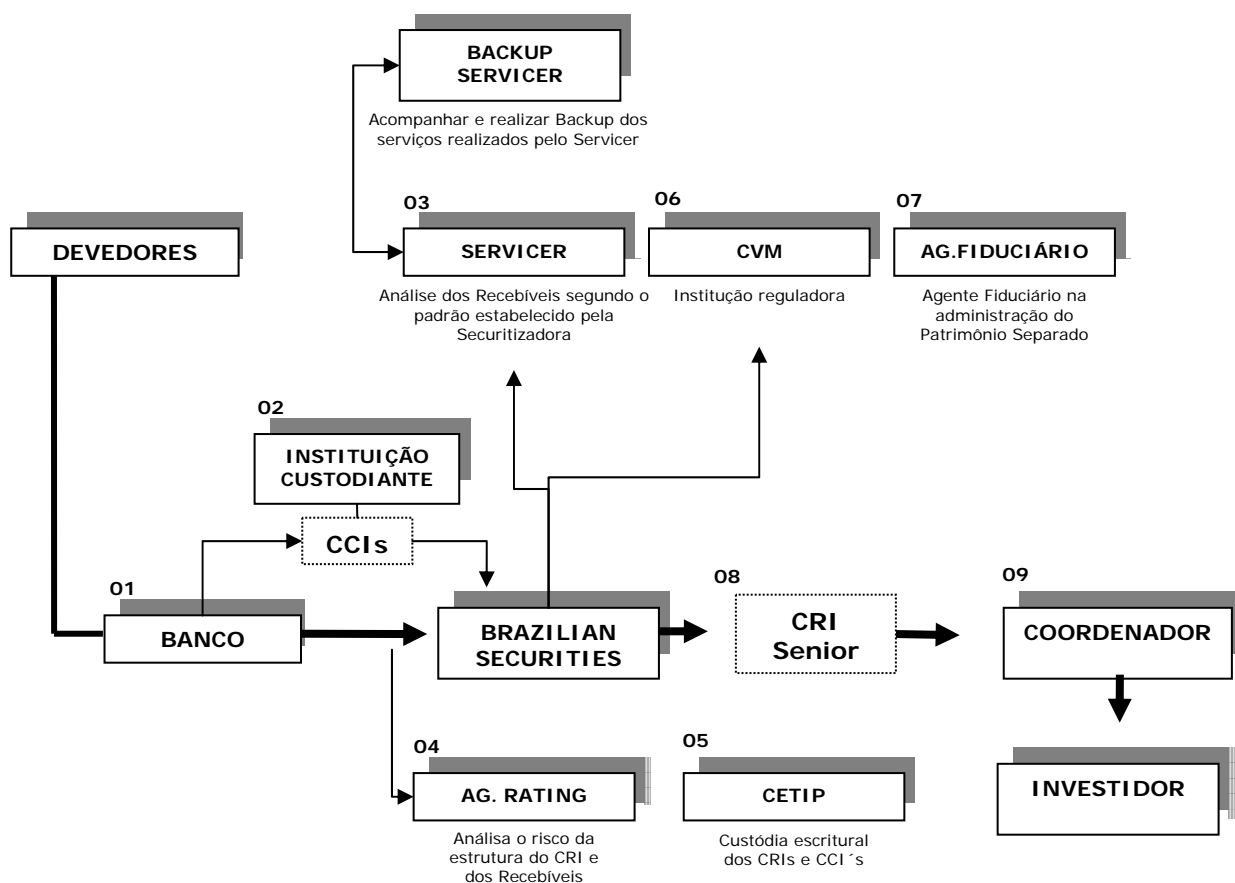 BACKUP
SERVICER
Acompanhar e realizar Backup dos
serviços realizados pelo Servicer
03
06
07
DEVEDORES
SERVICER
CVM
AG.FIDUCIÁRIO
Análise dos Recebíveis segundo o
padrão estabelecido pela
Securitizadora
Instituição reguladora
Agente Fiduciário na
administração do
Patrimônio Separado
02
INSTITUIÇÃO
CUSTODIANTE
CCIs
01
BANCO
BRAZILIAN
SECURITIES
08
CRI
Senior
09
COORDENADOR
04
AG. RATING
Análisa o risco da
estrutura do CRI e
dos Recebíveis
05
CETIP
Custódia escritural
dos CRIs e CCI´s
INVESTIDOR